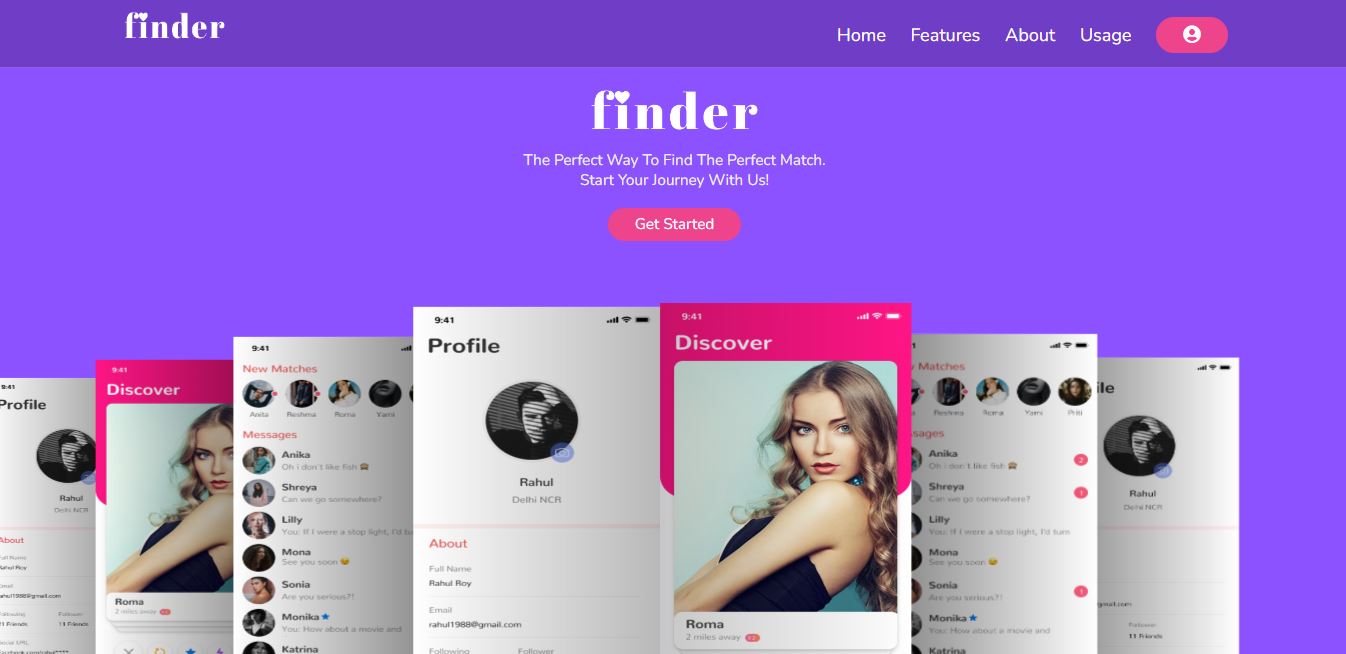 finder
Home Features About Usage
finder
The Perfect Way To Find The Perfect Match.
Start Your Journey With Us!
Get Started
9:41
Profile
Rahul
Delhi NCR
About
Full Name
Rahul Roy
Email
rahul1988@gmail.com
Following Follower
11 Friends 11 Friends
9:41
Discover
Roma
2 miles away
9:41
New Matches
Anita Reshma Roma Yami
Messages
Anika
Oh i don't like fish 🙈
Shreya
Can we go somewhere?
Lilly
You: If I were a stop light, I'd tu
Mona
See you soon 😉
Sonia
Are you serious?!
Monika
You: How about a movie and
Katrina
9:41
Profile
Rahul
Delhi NCR
About
Full Name
Rahul Roy
Email
rahul1988@gmail.com
Following Follower
9:41
Discover
Roma
2 miles away
Matches
Reshma Roma Yami Priti
Anika
Oh i don't like fish 🙈
2
Shreya
Can we go somewhere?
1
Lilly
You: If I were a stop light, I'd turn
Mona
See you soon 😉
Sonia
Are you serious?!
1
Monika
You: How about a movie and
Katrina
Rahul
Delhi NCR
Follower
11 Friends